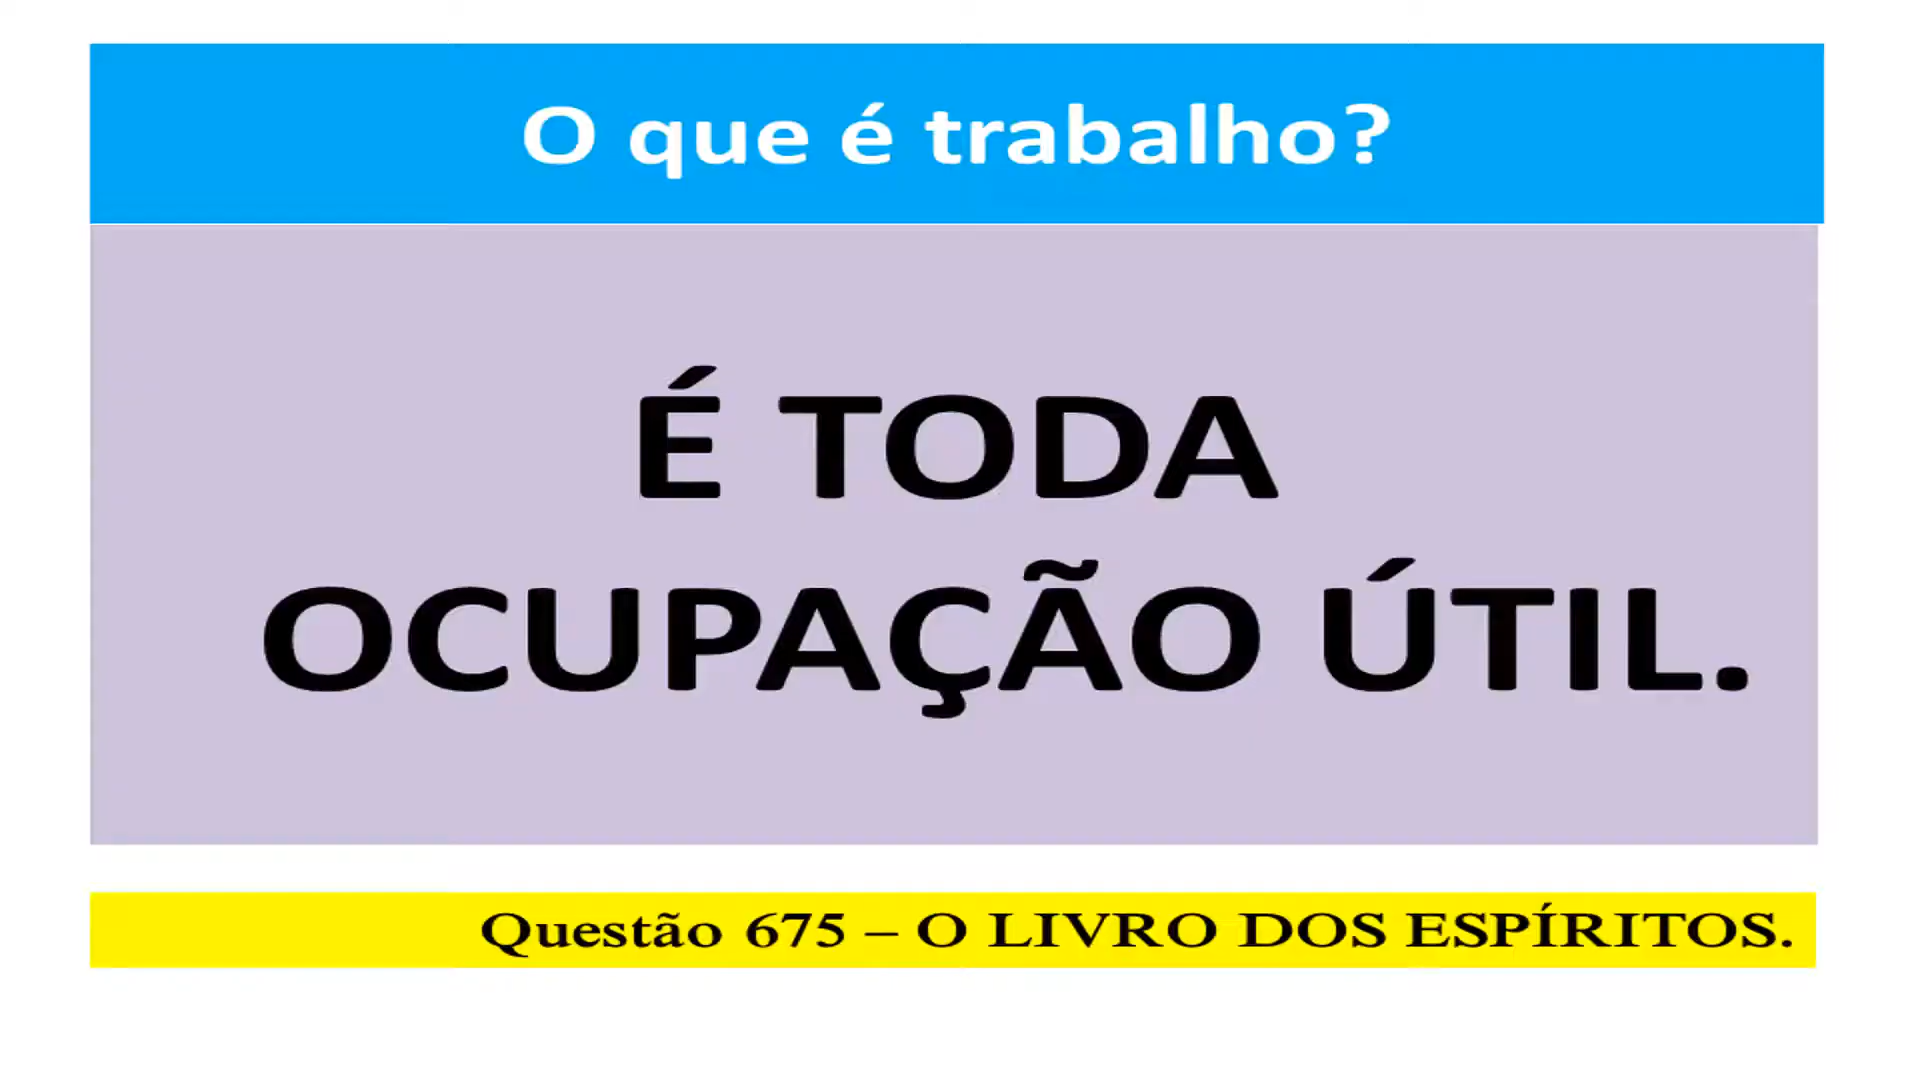 O que é trabalho?
É TODA
OCUPAÇÃO ÚTIL.
Questão 675 – O LIVRO DOS ESPÍRITOS.